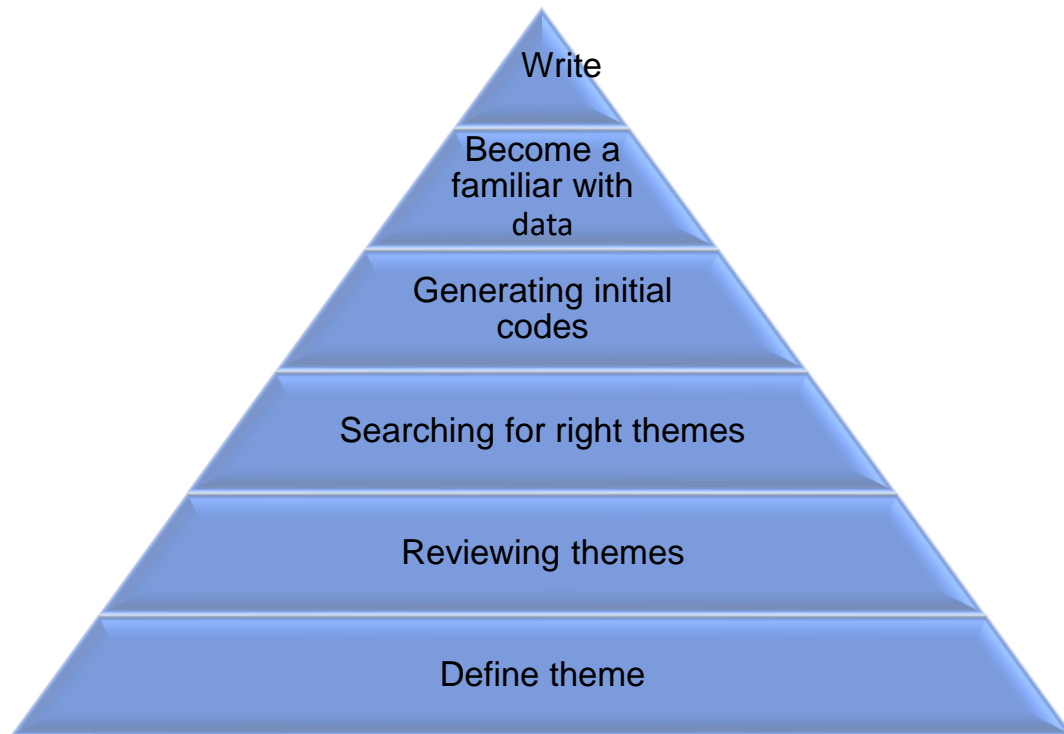 Write
Become a
familiar with
data
Generating initial
codes
Searching for right themes
Reviewing themes
Define theme